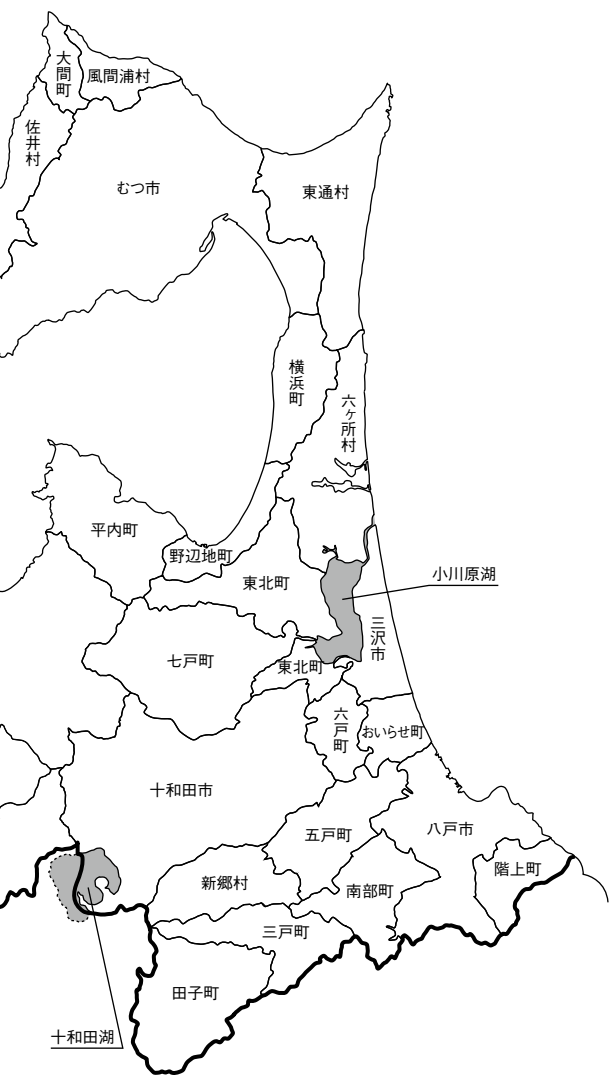 大間町
風間浦村
佐井村
むつ市
東通村
横浜町
六ヶ所村
平内町
野辺地町
東北町
小川原湖
三沢市
七戸町
東北町
六戸町
おいらせ町
十和田市
五戸町
八戸市
階上町
新郷村
南部町
三戸町
田子町
十和田湖